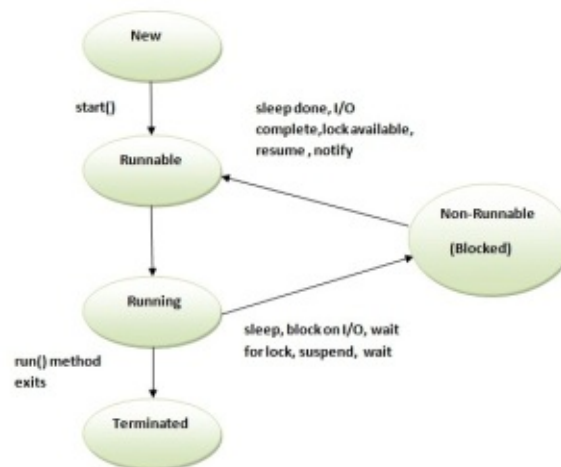 New
start()
sleep done, I/O
complete,lock available,
resume , notify
Runnable
Non-Runnable
(Blocked)
Running
sleep, block on I/O, wait
for lock, suspend, wait
run() method
exits
Terminated